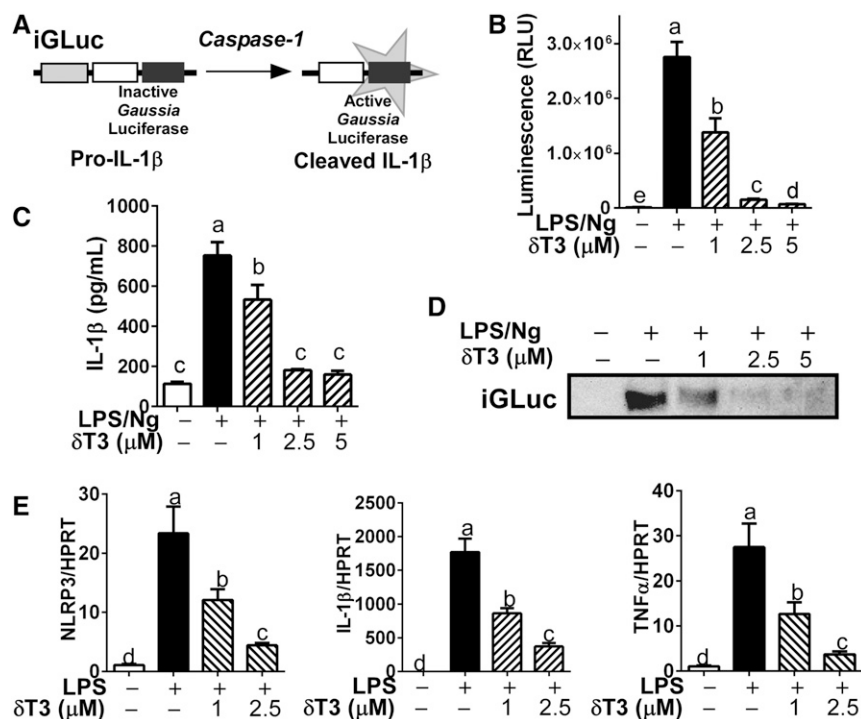 A
iGLuc
Caspase-1
Inactive
Gaussia
Luciferase
Active
Gaussia
Luciferase
Pro-IL-1β
Cleaved IL-1β
B
Luminescence (RLU)
3.0×10⁶
2.0×10⁶
1.0×10⁶
0
e a b c d
LPS/Ng – + + + +
δT3 (μM) – – 1 2.5 5
C
IL-1β (pg/mL)
1000
800
600
400
200
0
c a b c c
LPS/Ng – + + + +
δT3 (μM) – – 1 2.5 5
D
LPS/Ng – + + + +
δT3 (μM) – – 1 2.5 5
iGLuc
E
NLRP3/HPRT
30
20
10
0
d a b c
LPS – + + +
δT3 (μM) – – 1 2.5
IL-1β/HPRT
2500
2000
1500
1000
500
0
d a b c
LPS – + + +
δT3 (μM) – – 1 2.5
TNFα/HPRT
40
30
20
10
0
d a b c
LPS – + + +
δT3 (μM) – – 1 2.5